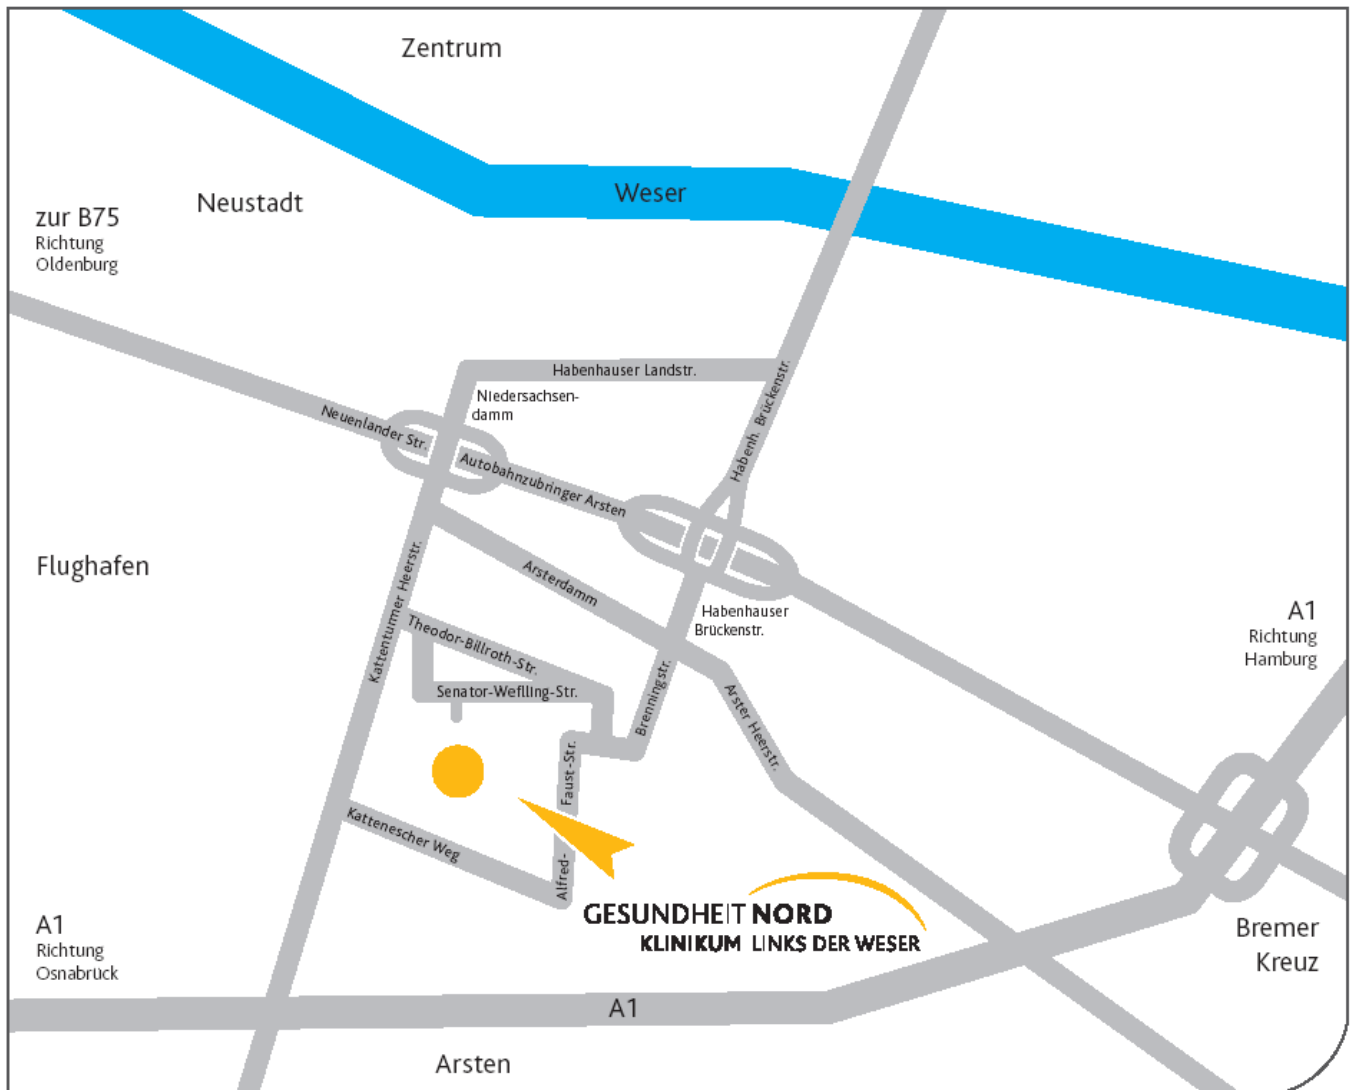 Zentrum
Weser
Neustadt
zur B75
Richtung
Oldenburg
Habenhauser Landstr.
Niedersachsen-
damm
Habenh. Brückenstr.
Neuenlander Str.
Autobahnzubringer Arsten
Flughafen
Kattenturmer Heerstr.
Arsterdamm
Habenhauser
Brückenstr.
A1
Richtung
Hamburg
Theodor-Billroth-Str.
Senator-Weflling-Str.
Brenningstr.
Arster Heerstr.
Faust-Str.
Alfred-
Kattenescher Weg
GESUNDHEIT NORD
KLINIKUM LINKS DER WESER
A1
Richtung
Osnabrück
Bremer
Kreuz
A1
Arsten